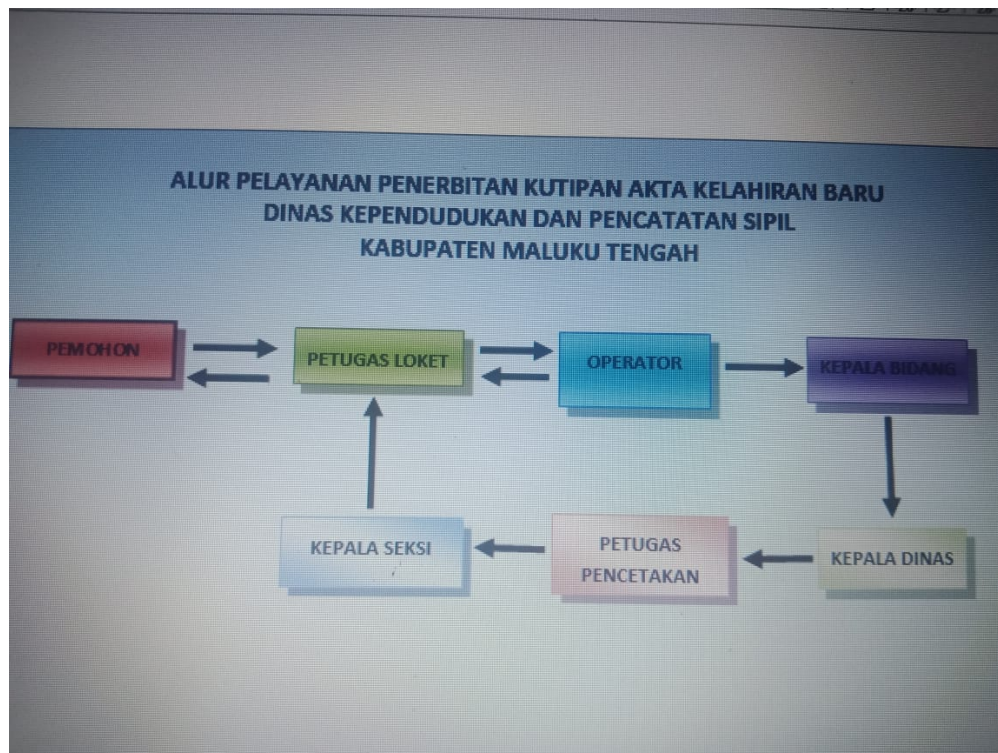 ALUR PELAYANAN PENERBITAN KUTIPAN AKTA KELAHIRAN BARU
DINAS KEPENDUDUKAN DAN PENCATATAN SIPIL
KABUPATEN MALUKU TENGAH
PEMOHON
PETUGAS LOKET
OPERATOR
KEPALA BIDANG
KEPALA SEKSI
PETUGAS
PENCETAKAN
KEPALA DINAS